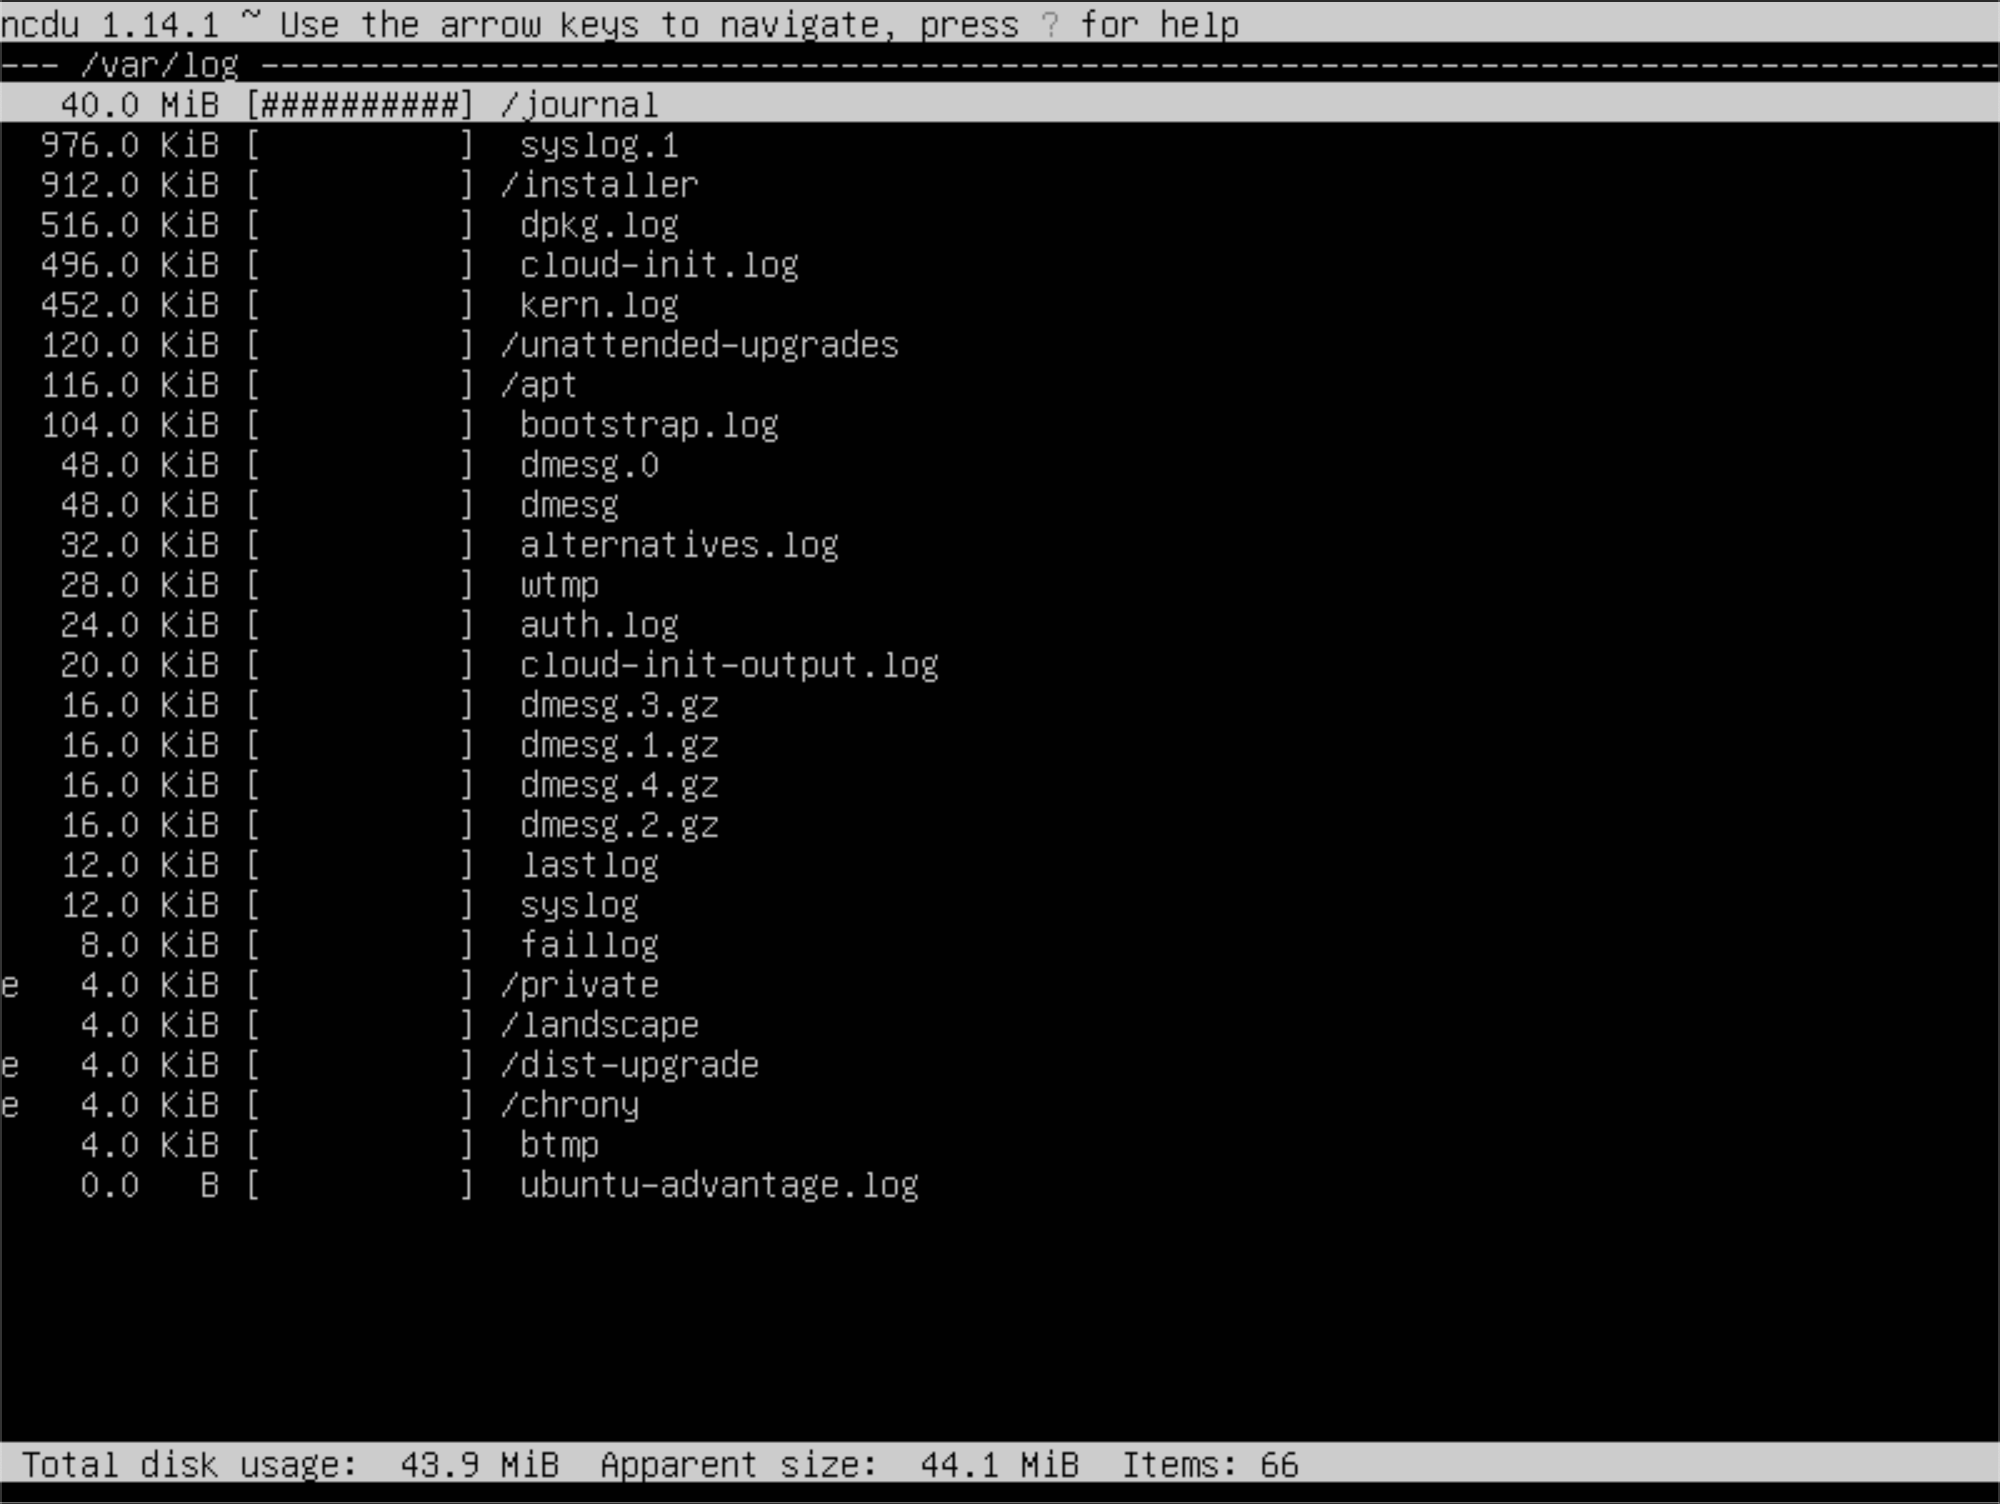 ncdu 1.14.1 ~ Use the arrow keys to navigate, press ? for help
--- /var/log ---------------------------------------------------------------------------------------
   40.0 MiB [##########] /journal
  976.0 KiB [          ]  syslog.1
  912.0 KiB [          ] /installer
  516.0 KiB [          ]  dpkg.log
  496.0 KiB [          ]  cloud-init.log
  452.0 KiB [          ]  kern.log
  120.0 KiB [          ] /unattended-upgrades
  116.0 KiB [          ] /apt
  104.0 KiB [          ]  bootstrap.log
   48.0 KiB [          ]  dmesg.0
   48.0 KiB [          ]  dmesg
   32.0 KiB [          ]  alternatives.log
   28.0 KiB [          ]  wtmp
   24.0 KiB [          ]  auth.log
   20.0 KiB [          ]  cloud-init-output.log
   16.0 KiB [          ]  dmesg.3.gz
   16.0 KiB [          ]  dmesg.1.gz
   16.0 KiB [          ]  dmesg.4.gz
   16.0 KiB [          ]  dmesg.2.gz
   12.0 KiB [          ]  lastlog
   12.0 KiB [          ]  syslog
    8.0 KiB [          ]  faillog
e   4.0 KiB [          ] /private
    4.0 KiB [          ] /landscape
e   4.0 KiB [          ] /dist-upgrade
e   4.0 KiB [          ] /chrony
    4.0 KiB [          ]  btmp
    0.0   B [          ]  ubuntu-advantage.log
Total disk usage:  43.9 MiB  Apparent size:  44.1 MiB  Items: 66